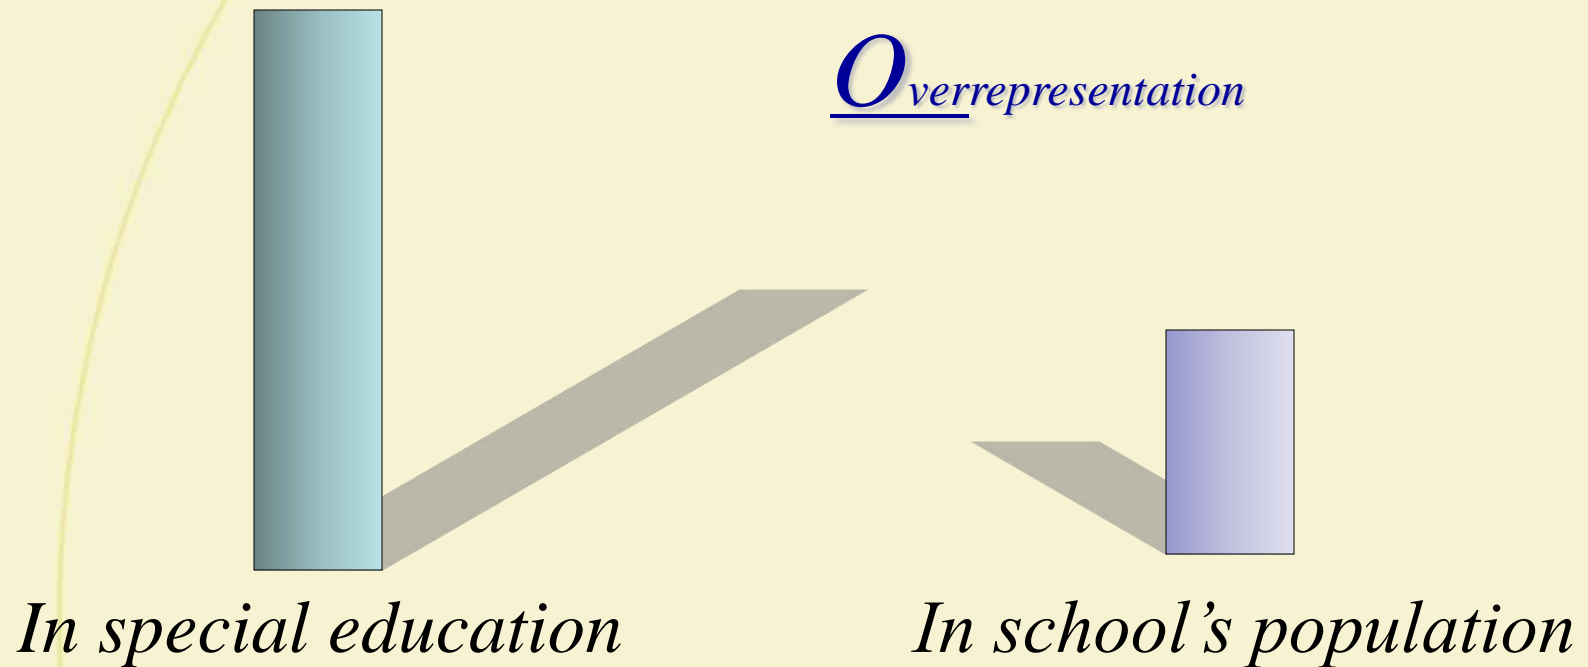 Overrepresentation
In special education
In school’s population